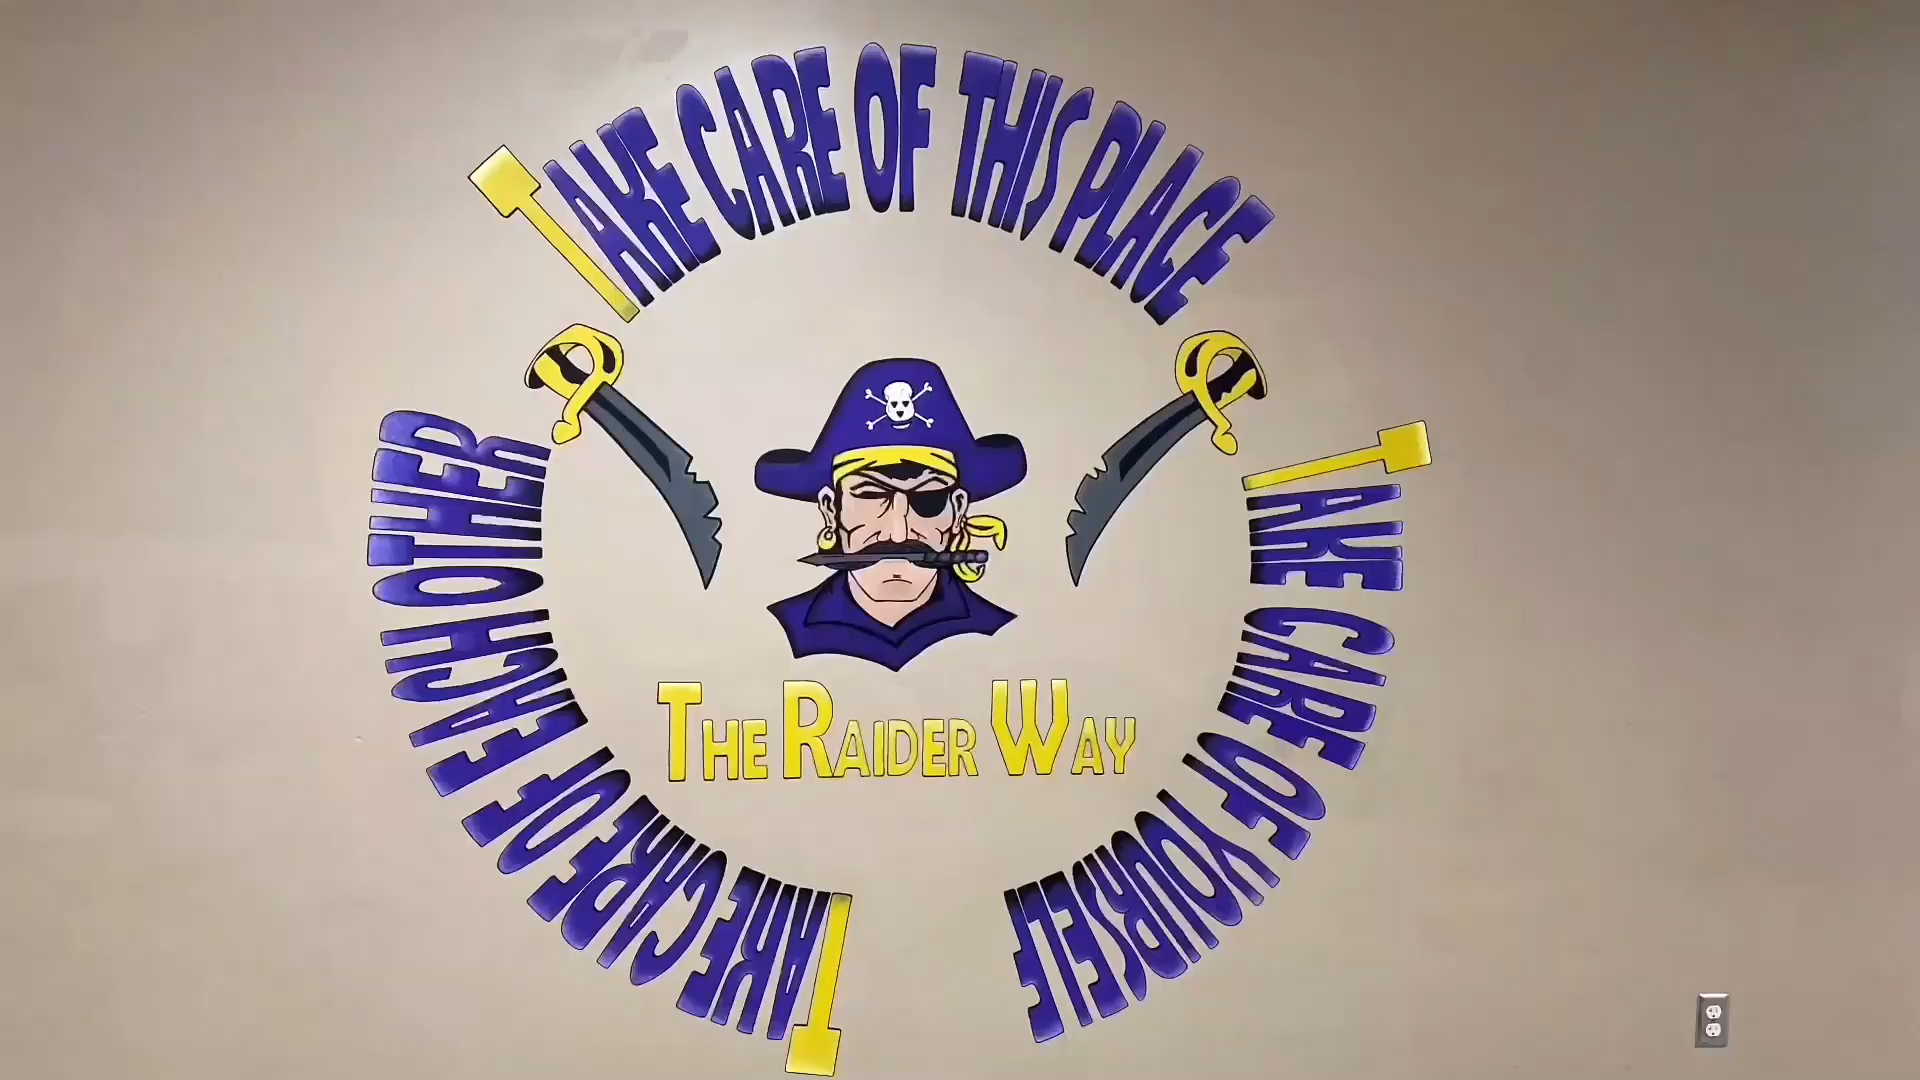 TAKE CARE OF THIS PLACE
TAKE CARE OF YOURSELF
TAKE CARE OF EACH OTHER
THE RAIDER WAY